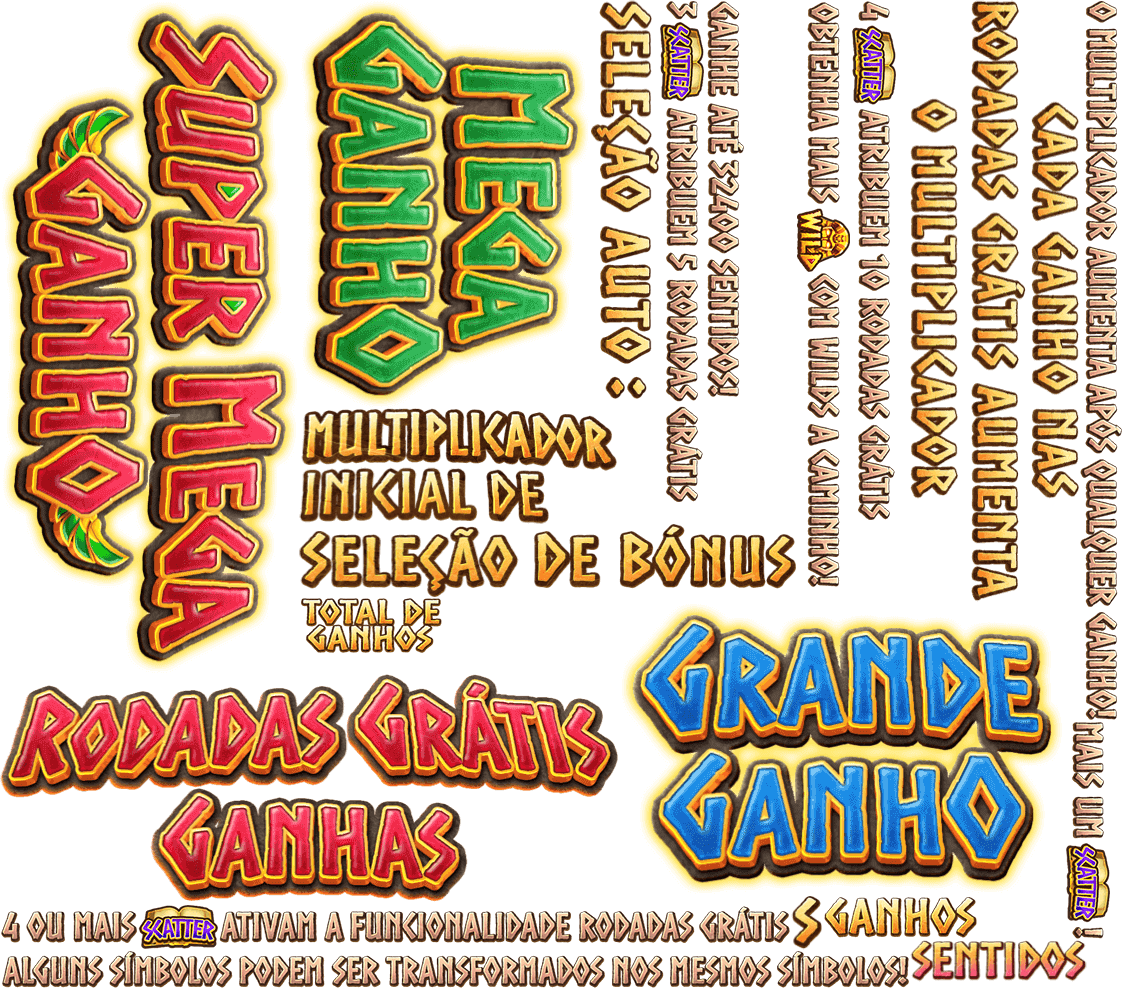 SUPER MEGA
GANHO
MEGA
GANHO
SELEÇÃO AUTO :
GANHE ATÉ 32400 SENTIDOS!
3 SCATTER ATRIBUEM 5 RODADAS GRÁTIS
OBTENHA MAIS WILD COM WILDS A CAMINHO!
4 SCATTER ATRIBUEM 10 RODADAS GRÁTIS
CADA GANHO NAS
RODADAS GRÁTIS AUMENTA
O MULTIPLICADOR
O MULTIPLICADOR AUMENTA APÓS QUALQUER GANHO!
MAIS UM SCATTER !
MULTIPLICADOR
INICIAL DE
SELEÇÃO DE BÓNUS
TOTAL DE
GANHOS
GRANDE
GANHO
RODADAS GRÁTIS
GANHAS
4 OU MAIS SCATTER ATIVAM A FUNCIONALIDADE RODADAS GRÁTIS
S
GANHOS
ALGUNS SÍMBOLOS PODEM SER TRANSFORMADOS NOS MESMOS SÍMBOLOS!
SENTIDOS